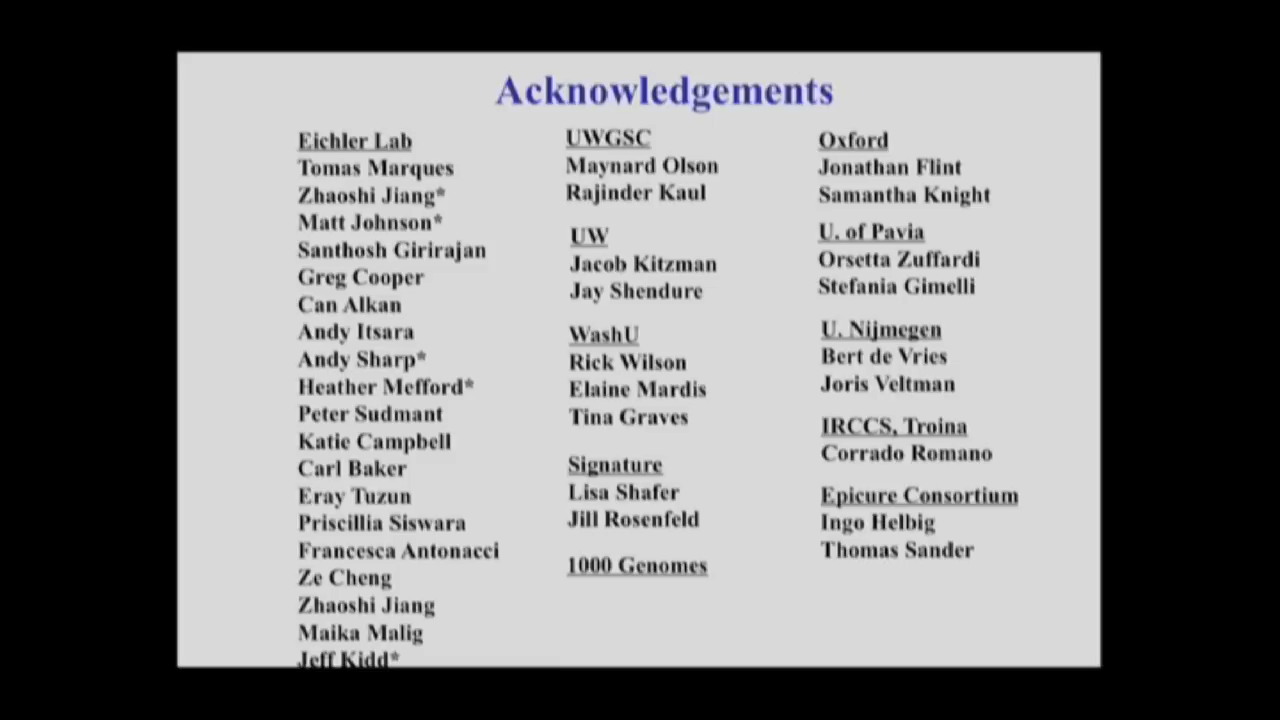 Acknowledgements
Eichler Lab
Tomas Marques
Zhaoshi Jiang*
Matt Johnson*
Santhosh Girirajan
Greg Cooper
Can Alkan
Andy Itsara
Andy Sharp*
Heather Mefford*
Peter Sudmant
Katie Campbell
Carl Baker
Eray Tuzun
Priscillia Siswara
Francesca Antonacci
Ze Cheng
Zhaoshi Jiang
Maika Malig
Jeff Kidd*
UWGSC
Maynard Olson
Rajinder Kaul
UW
Jacob Kitzman
Jay Shendure
WashU
Rick Wilson
Elaine Mardis
Tina Graves
Signature
Lisa Shafer
Jill Rosenfeld
1000 Genomes
Oxford
Jonathan Flint
Samantha Knight
U. of Pavia
Orsetta Zuffardi
Stefania Gimelli
U. Nijmegen
Bert de Vries
Joris Veltman
IRCCS, Troina
Corrado Romano
Epicure Consortium
Ingo Helbig
Thomas Sander